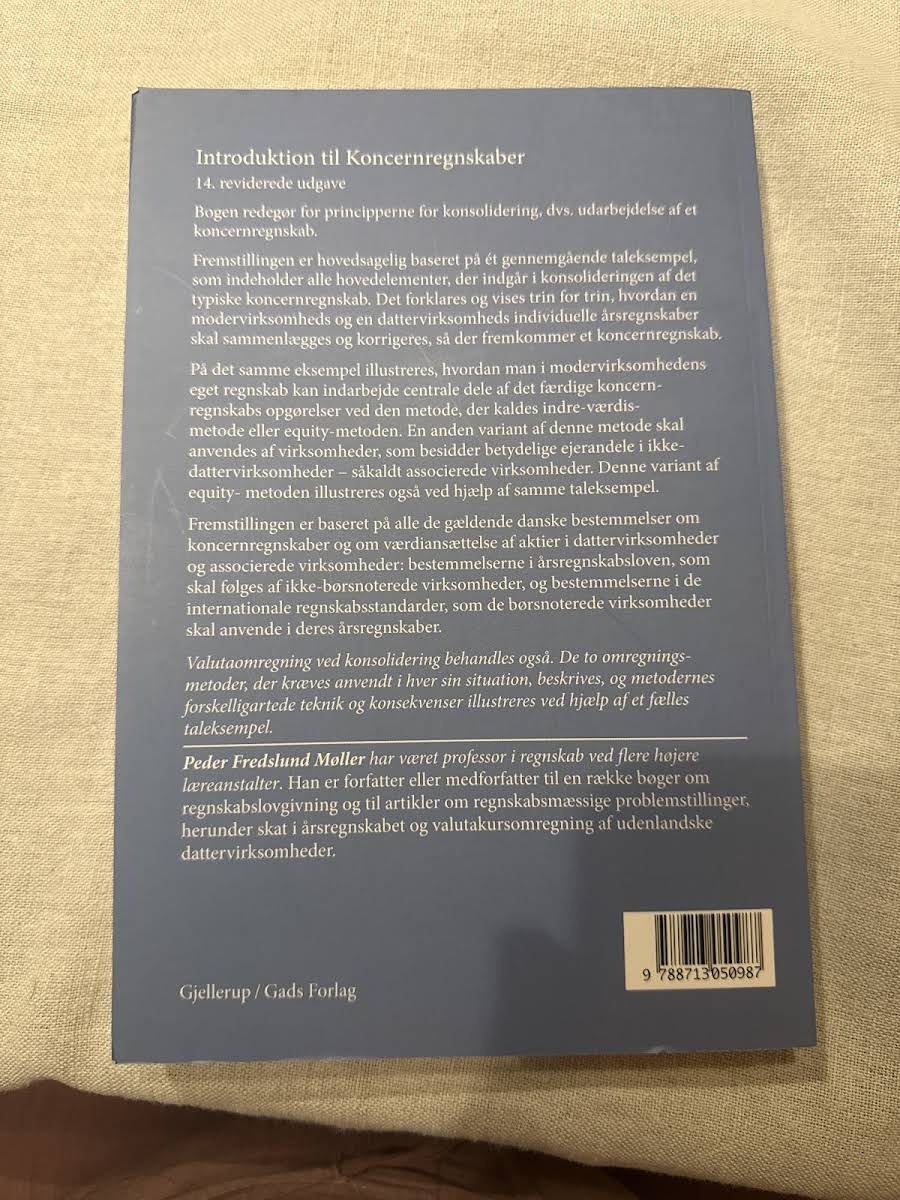 Introduktion til Koncernregnskaber
14. reviderede udgave
Bogen redegør for principperne for konsolidering, dvs. udarbejdelse af et
koncernregnskab.
Fremstillingen er hovedsagelig baseret på ét gennemgående taleksempel,
som indeholder alle hovedelementer, der indgår i konsolideringen af det
typiske koncernregnskab. Det forklares og vises trin for trin, hvordan en
modervirksomheds og en dattervirksomheds individuelle årsregnskaber
skal sammenlægges og korrigeres, så der fremkommer et koncernregnskab.
På det samme eksempel illustreres, hvordan man i modervirksomhedens
eget regnskab kan indarbejde centrale dele af det færdige koncern-
regnskabs opgørelser ved den metode, der kaldes indre-værdis-
metode eller equity-metoden. En anden variant af denne metode skal
anvendes af virksomheder, som besidder betydelige ejerandele i ikke-
dattervirksomheder – såkaldt associerede virksomheder. Denne variant af
equity- metoden illustreres også ved hjælp af samme taleksempel.
Fremstillingen er baseret på alle de gældende danske bestemmelser om
koncernregnskaber og om værdiansættelse af aktier i dattervirksomheder
og associerede virksomheder: bestemmelserne i årsregnskabsloven, som
skal følges af ikke-børsnoterede virksomheder, og bestemmelserne i de
internationale regnskabsstandarder, som de børsnoterede virksomheder
skal anvende i deres årsregnskaber.
Valutaomregning ved konsolidering behandles også. De to omregnings-
metoder, der kræves anvendt i hver sin situation, beskrives, og metodernes
forskelligartede teknik og konsekvenser illustreres ved hjælp af et fælles
taleksempel.
Peder Fredslund Møller har været professor i regnskab ved flere højere
læreanstalter. Han er forfatter eller medforfatter til en række bøger om
regnskabslovgivning og til artikler om regnskabsmæssige problemstillinger,
herunder skat i årsregnskabet og valutakursomregning af udenlandske
dattervirksomheder.
Gjellerup / Gads Forlag
9 788713050987